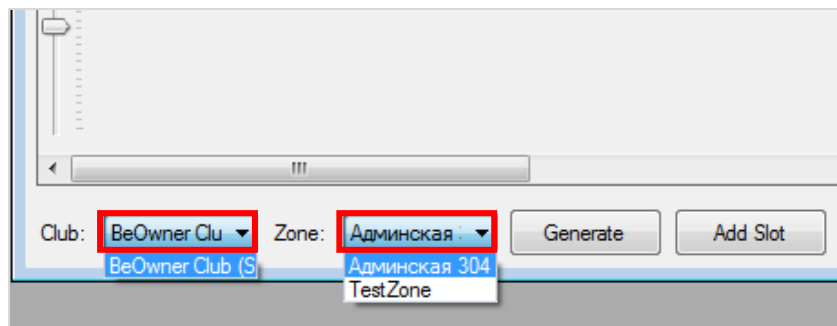 Club: BeOwner Clu Zone: Админская Generate Add Slot
BeOwner Club (S Админская 304
TestZone